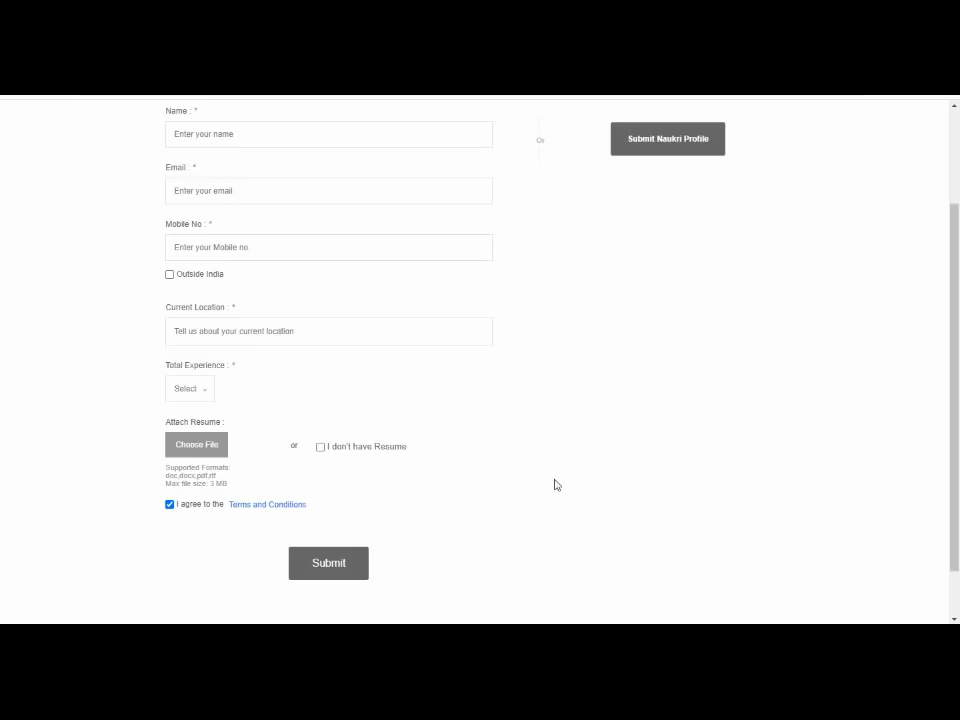 Name : *
Enter your name
Or
Submit Naukri Profile
Email : *
Enter your email
Mobile No : *
Enter your Mobile no.
Outside India
Current Location : *
Tell us about your current location
Total Experience : *
Select
Attach Resume :
Choose File
or
I don't have Resume
Supported Formats:
doc,docx,pdf,rtf
Max file size: 3 MB
I agree to the Terms and Conditions
Submit